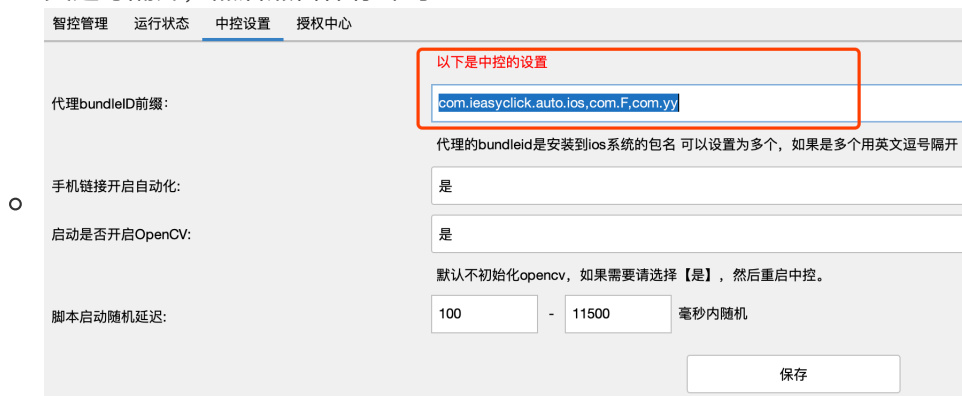 智控管理 运行状态 中控设置 授权中心
以下是中控的设置
代理bundleID前缀:
com.ieasyclick.auto.ios,com.F,com.yy
代理的bundleid是安装到ios系统的包名 可以设置为多个，如果是多个用英文逗号隔开
手机链接开启自动化:
是
启动是否开启OpenCV:
是
默认不初始化opencv，如果需要请选择【是】，然后重启中控。
脚本启动随机延迟:
100 - 11500 毫秒内随机
保存